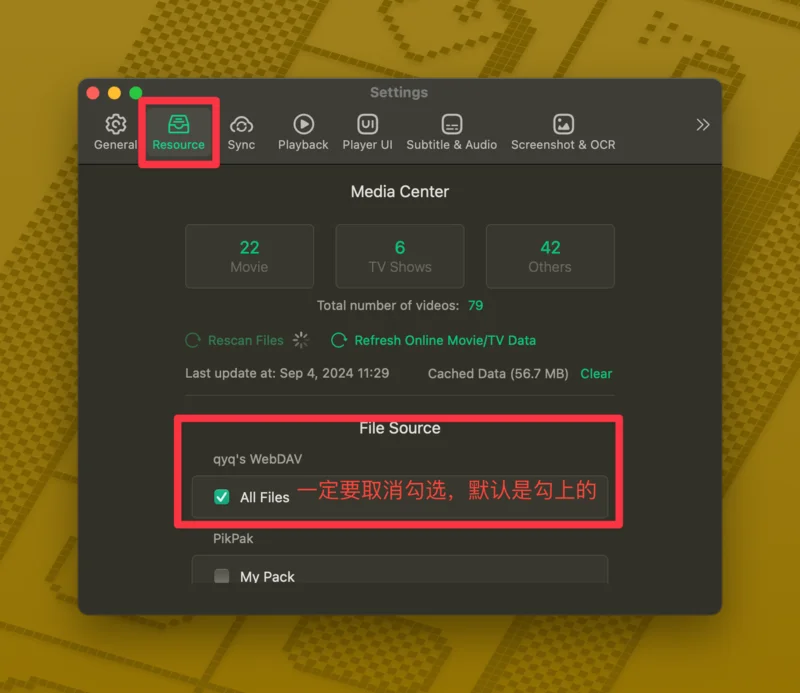 Settings
General Resource Sync Playback Player UI Subtitle & Audio Screenshot & OCR
Media Center
22 6 42
Movie TV Shows Others
Total number of videos: 79
Rescan Files Refresh Online Movie/TV Data
Last update at: Sep 4, 2024 11:29 Cached Data (56.7 MB) Clear
File Source
qyq's WebDAV
All Files 一定要取消勾选，默认是勾上的
PikPak
My Pack